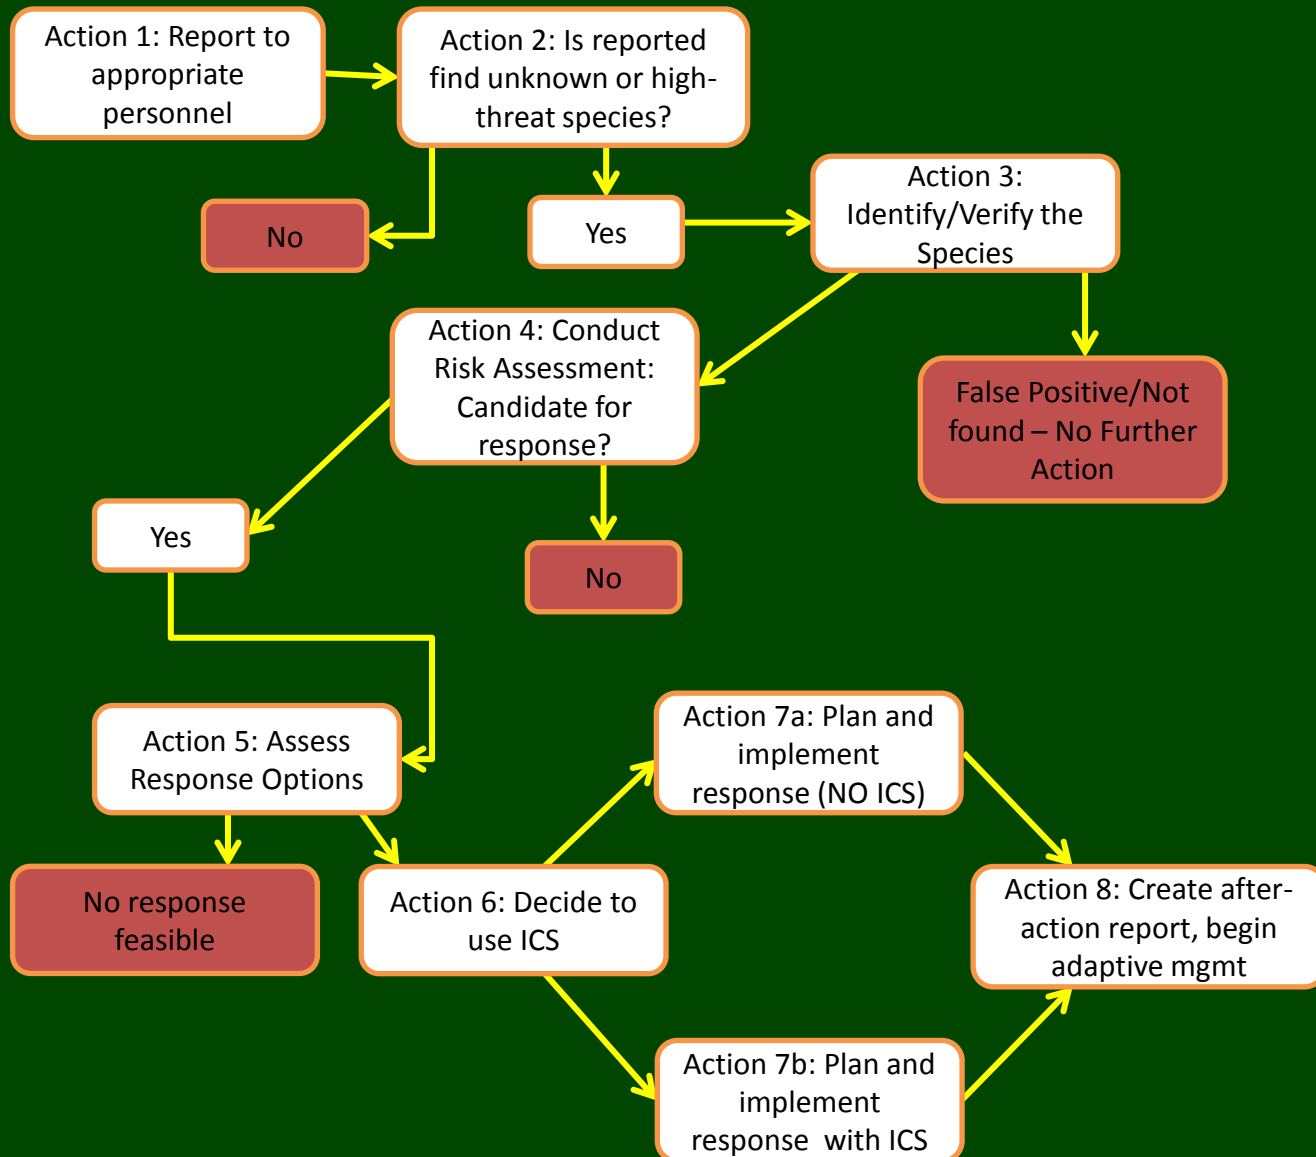 Action 1: Report to
appropriate
personnel
Action 2: Is reported
find unknown or high-
threat species?
No
Yes
Action 3:
Identify/Verify the
Species
Action 4: Conduct
Risk Assessment:
Candidate for
response?
False Positive/Not
found – No Further
Action
Yes
No
Action 5: Assess
Response Options
No response
feasible
Action 6: Decide to
use ICS
Action 7a: Plan and
implement
response (NO ICS)
Action 7b: Plan and
implement
response with ICS
Action 8: Create after-
action report, begin
adaptive mgmt